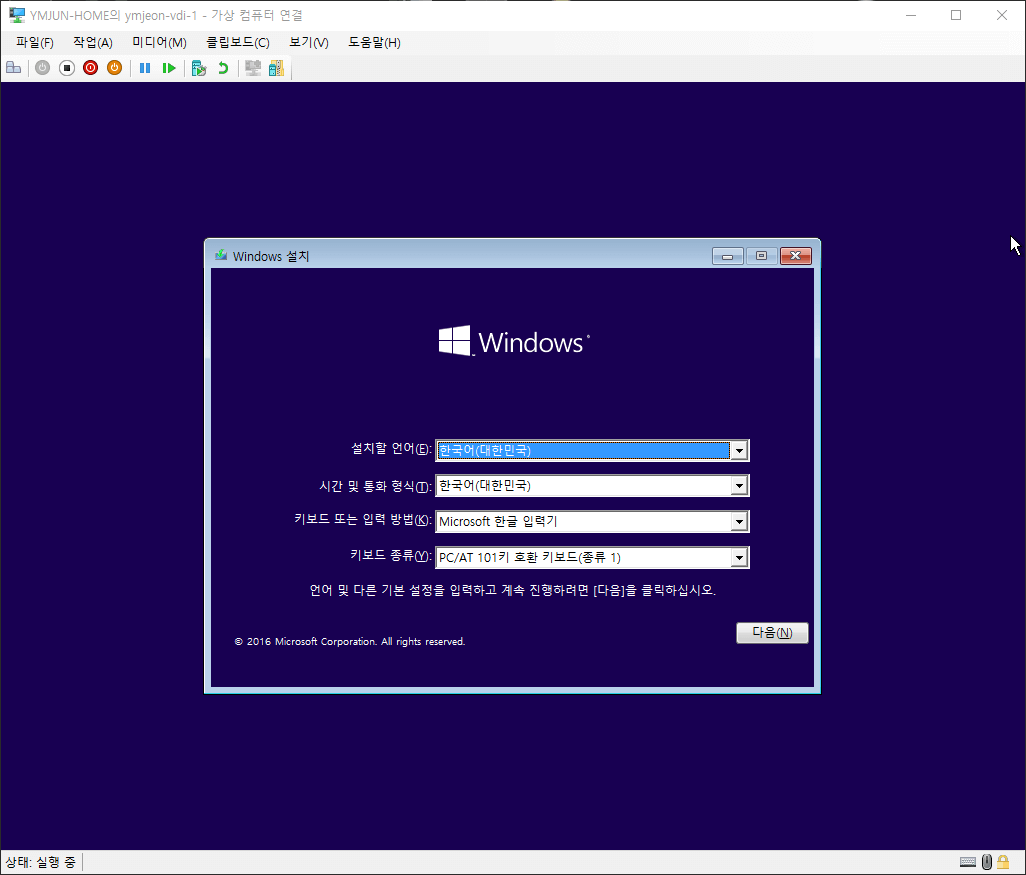 YMJUN-HOME의 ymjeon-vdi-1 - 가상 컴퓨터 연결
파일(F) 작업(A) 미디어(M) 클립보드(C) 보기(V) 도움말(H)
Windows 설치
Windows
설치할 언어(E): 한국어(대한민국)
시간 및 통화 형식(T): 한국어(대한민국)
키보드 또는 입력 방법(K): Microsoft 한글 입력기
키보드 종류(Y): PC/AT 101키 호환 키보드(종류 1)
언어 및 다른 기본 설정을 입력하고 계속 진행하려면 [다음]을 클릭하십시오.
다음(N)
© 2016 Microsoft Corporation. All rights reserved.
상태: 실행 중